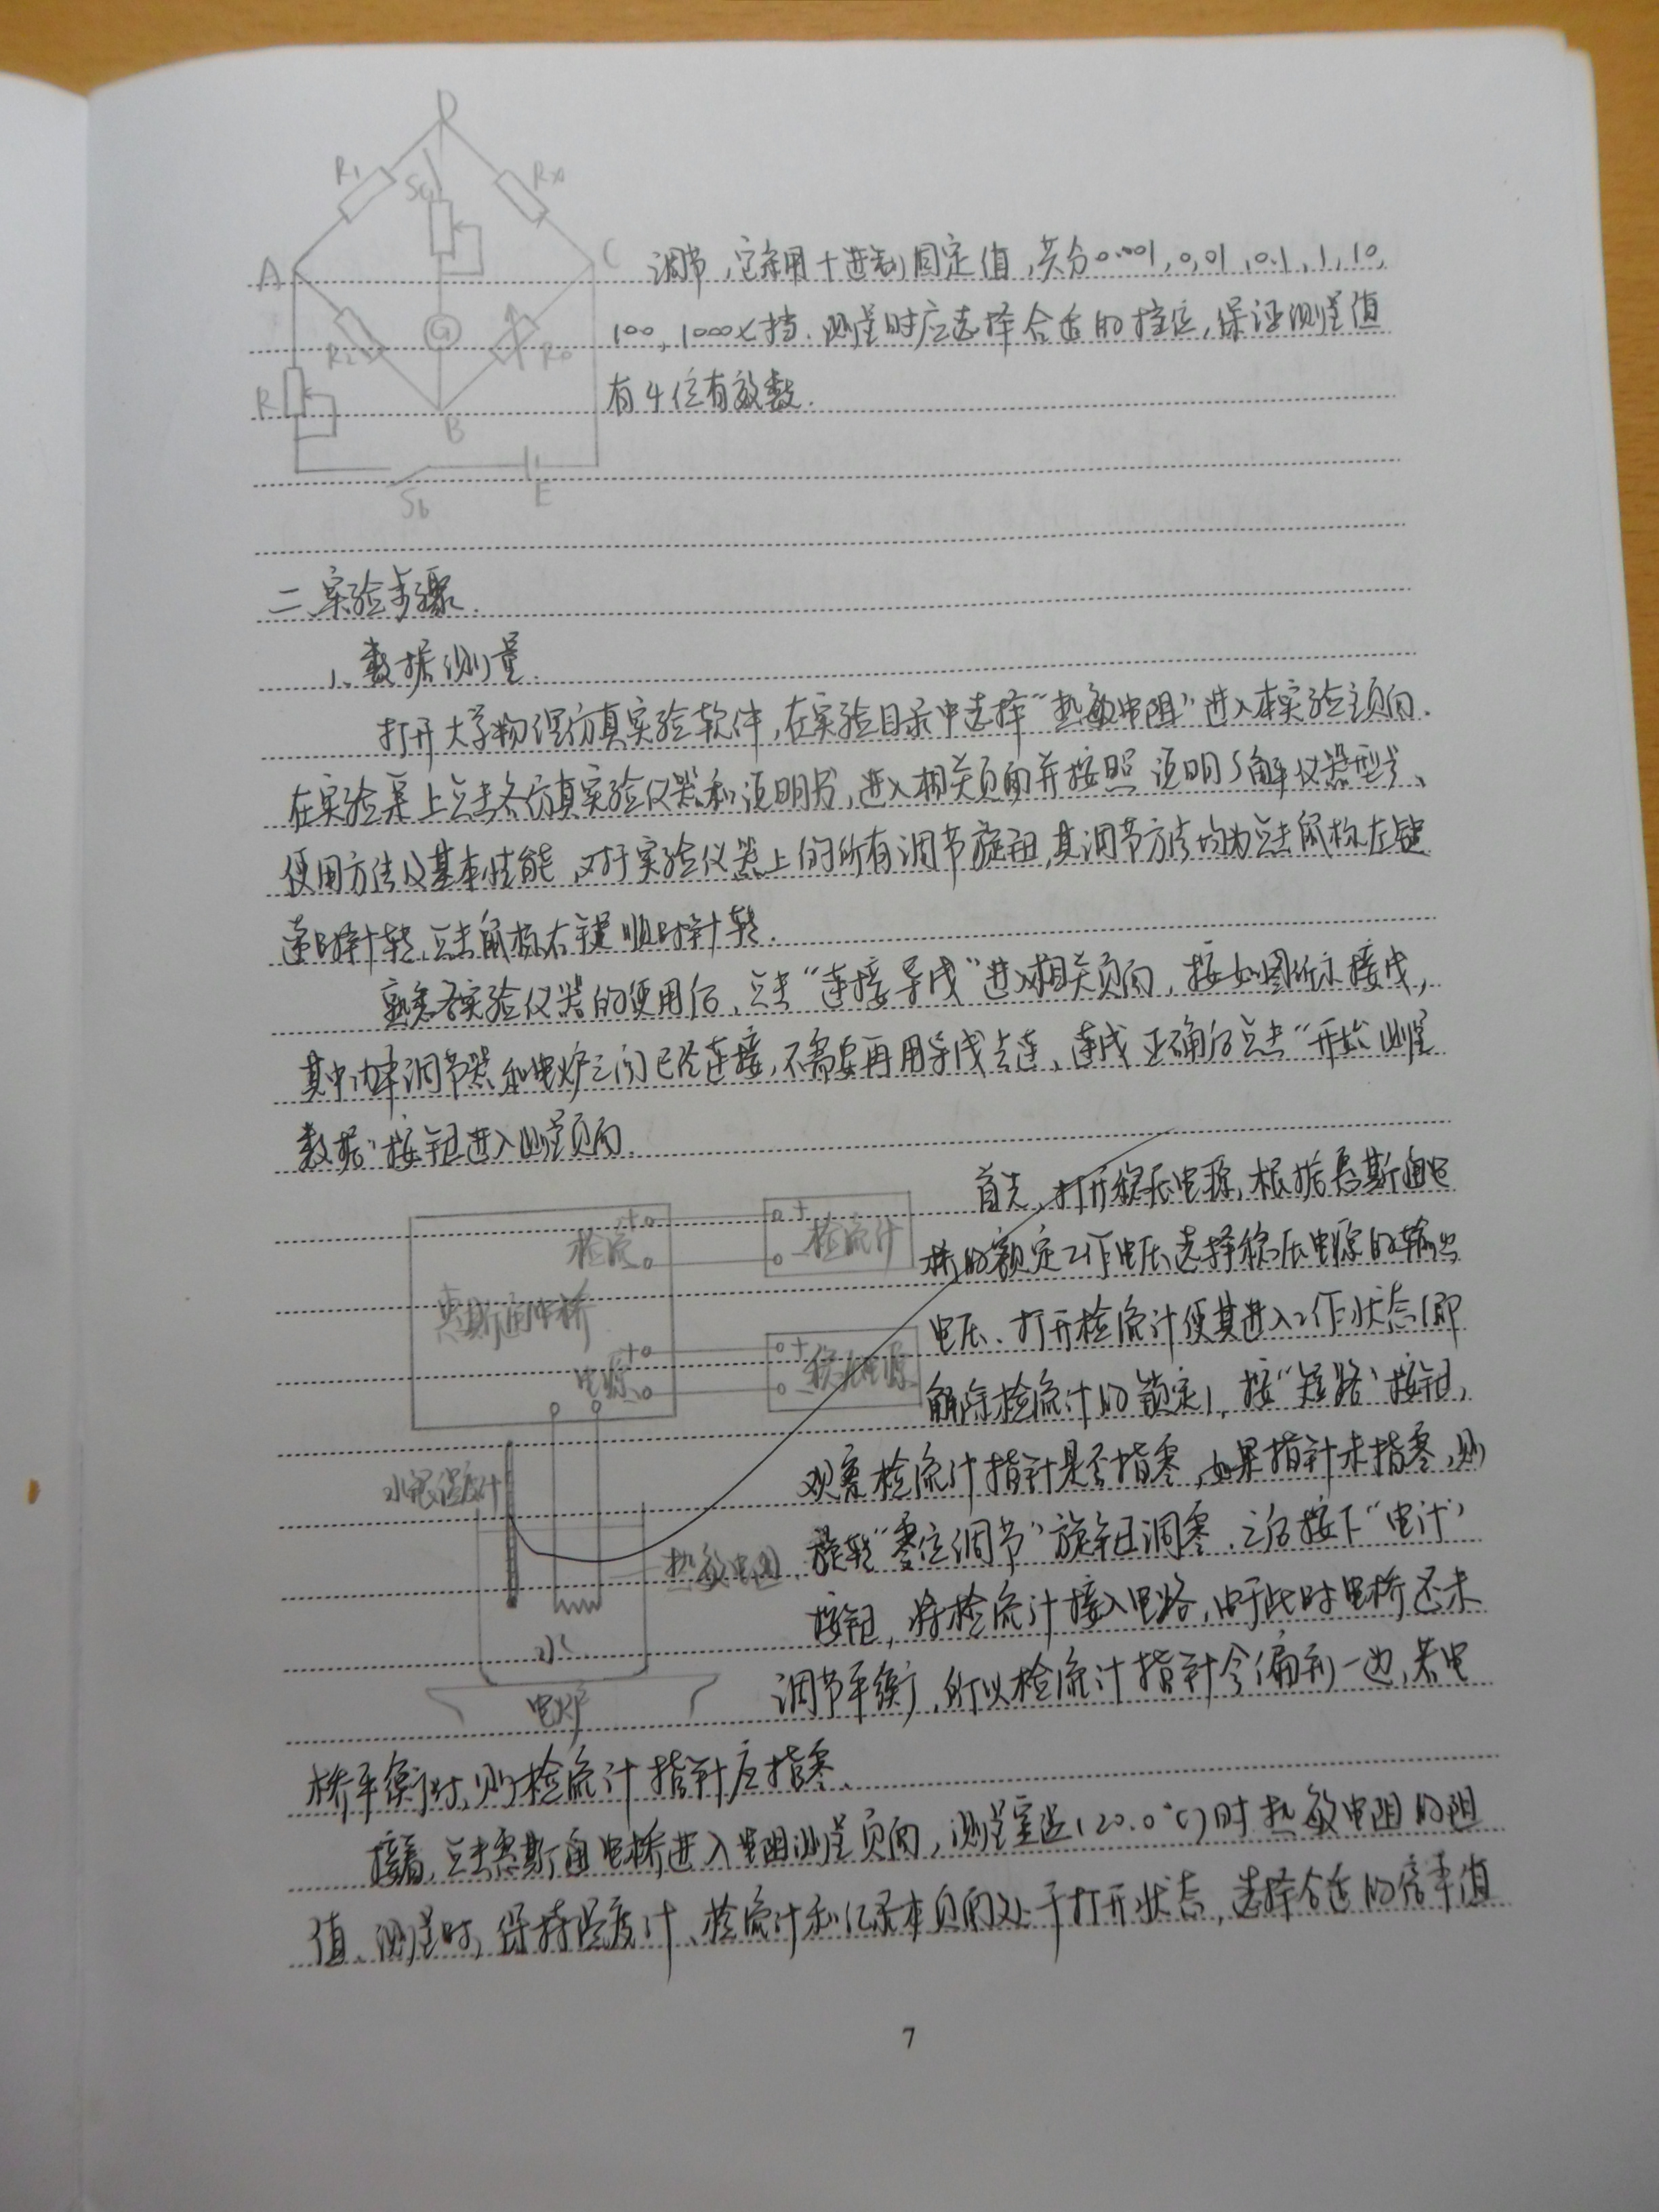 D
R1
SG
Rx
A
C
调节，它采用十进制固定值，共分0.001，0.01，0.1，1，10，
R2
G
R0
100，1000七挡．测量时应选择合适的挡位，保证测量值
R
B
有4位有效数．
Sb
E
二、实验步骤．
1、数据测量．
打开大学物理仿真实验软件，在实验目录中选择“热敏电阻”进入本实验主页面．
在实验桌上点击各仿真实验仪器和说明书，进入相关页面并按照说明了解仪器型号、
使用方法及基本性能，对于实验仪器上的所有调节旋钮，其调节方法均为点击鼠标左键
逆时针转，点击鼠标右键顺时针转．
熟悉各实验仪器的使用后，点击“连接导线”进入相关页面，按如图所示接线，
其中功率调节器和电炉之间已经连接，不需要再用导线去连、连线正确后点击“开始测量
数据”按钮进入测量页面．
首先，打开稳压电源，根据惠斯通电
检流
+
+
检流计
桥的额定工作电压选择稳压电源的输出
惠斯通电桥
电压、打开检流计使其进入工作状态（即
电源
+
+
稳压电源
解除检流计的锁定），按“短路”按钮，
水银温度计
观察检流计指针是否指零，如果指针未指零，则
热敏电阻
旋转“零位调节”旋钮调零．之后按下“电计”
按钮，将检流计接入电路，由于此时电桥还未
水
调节平衡，所以检流计指针会偏到一边，若电
电炉
桥平衡时，则检流计指针应指零．
接着，点击惠斯通电桥进入电阻测量页面，测量室温（20.0℃）时热敏电阻的阻
值、测量时，保持温度计、检流计和记录本页面处于打开状态，选择合适的倍率值
7